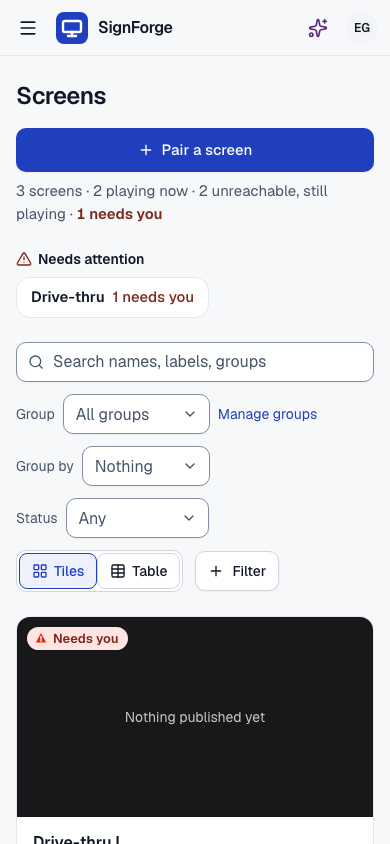 SignForge
EG
Screens
Pair a screen
3 screens · 2 playing now · 2 unreachable, still
playing · 1 needs you
Needs attention
Drive-thru 1 needs you
Search names, labels, groups
Group All groups Manage groups
Group by Nothing
Status Any
Tiles Table Filter
Needs you
Nothing published yet